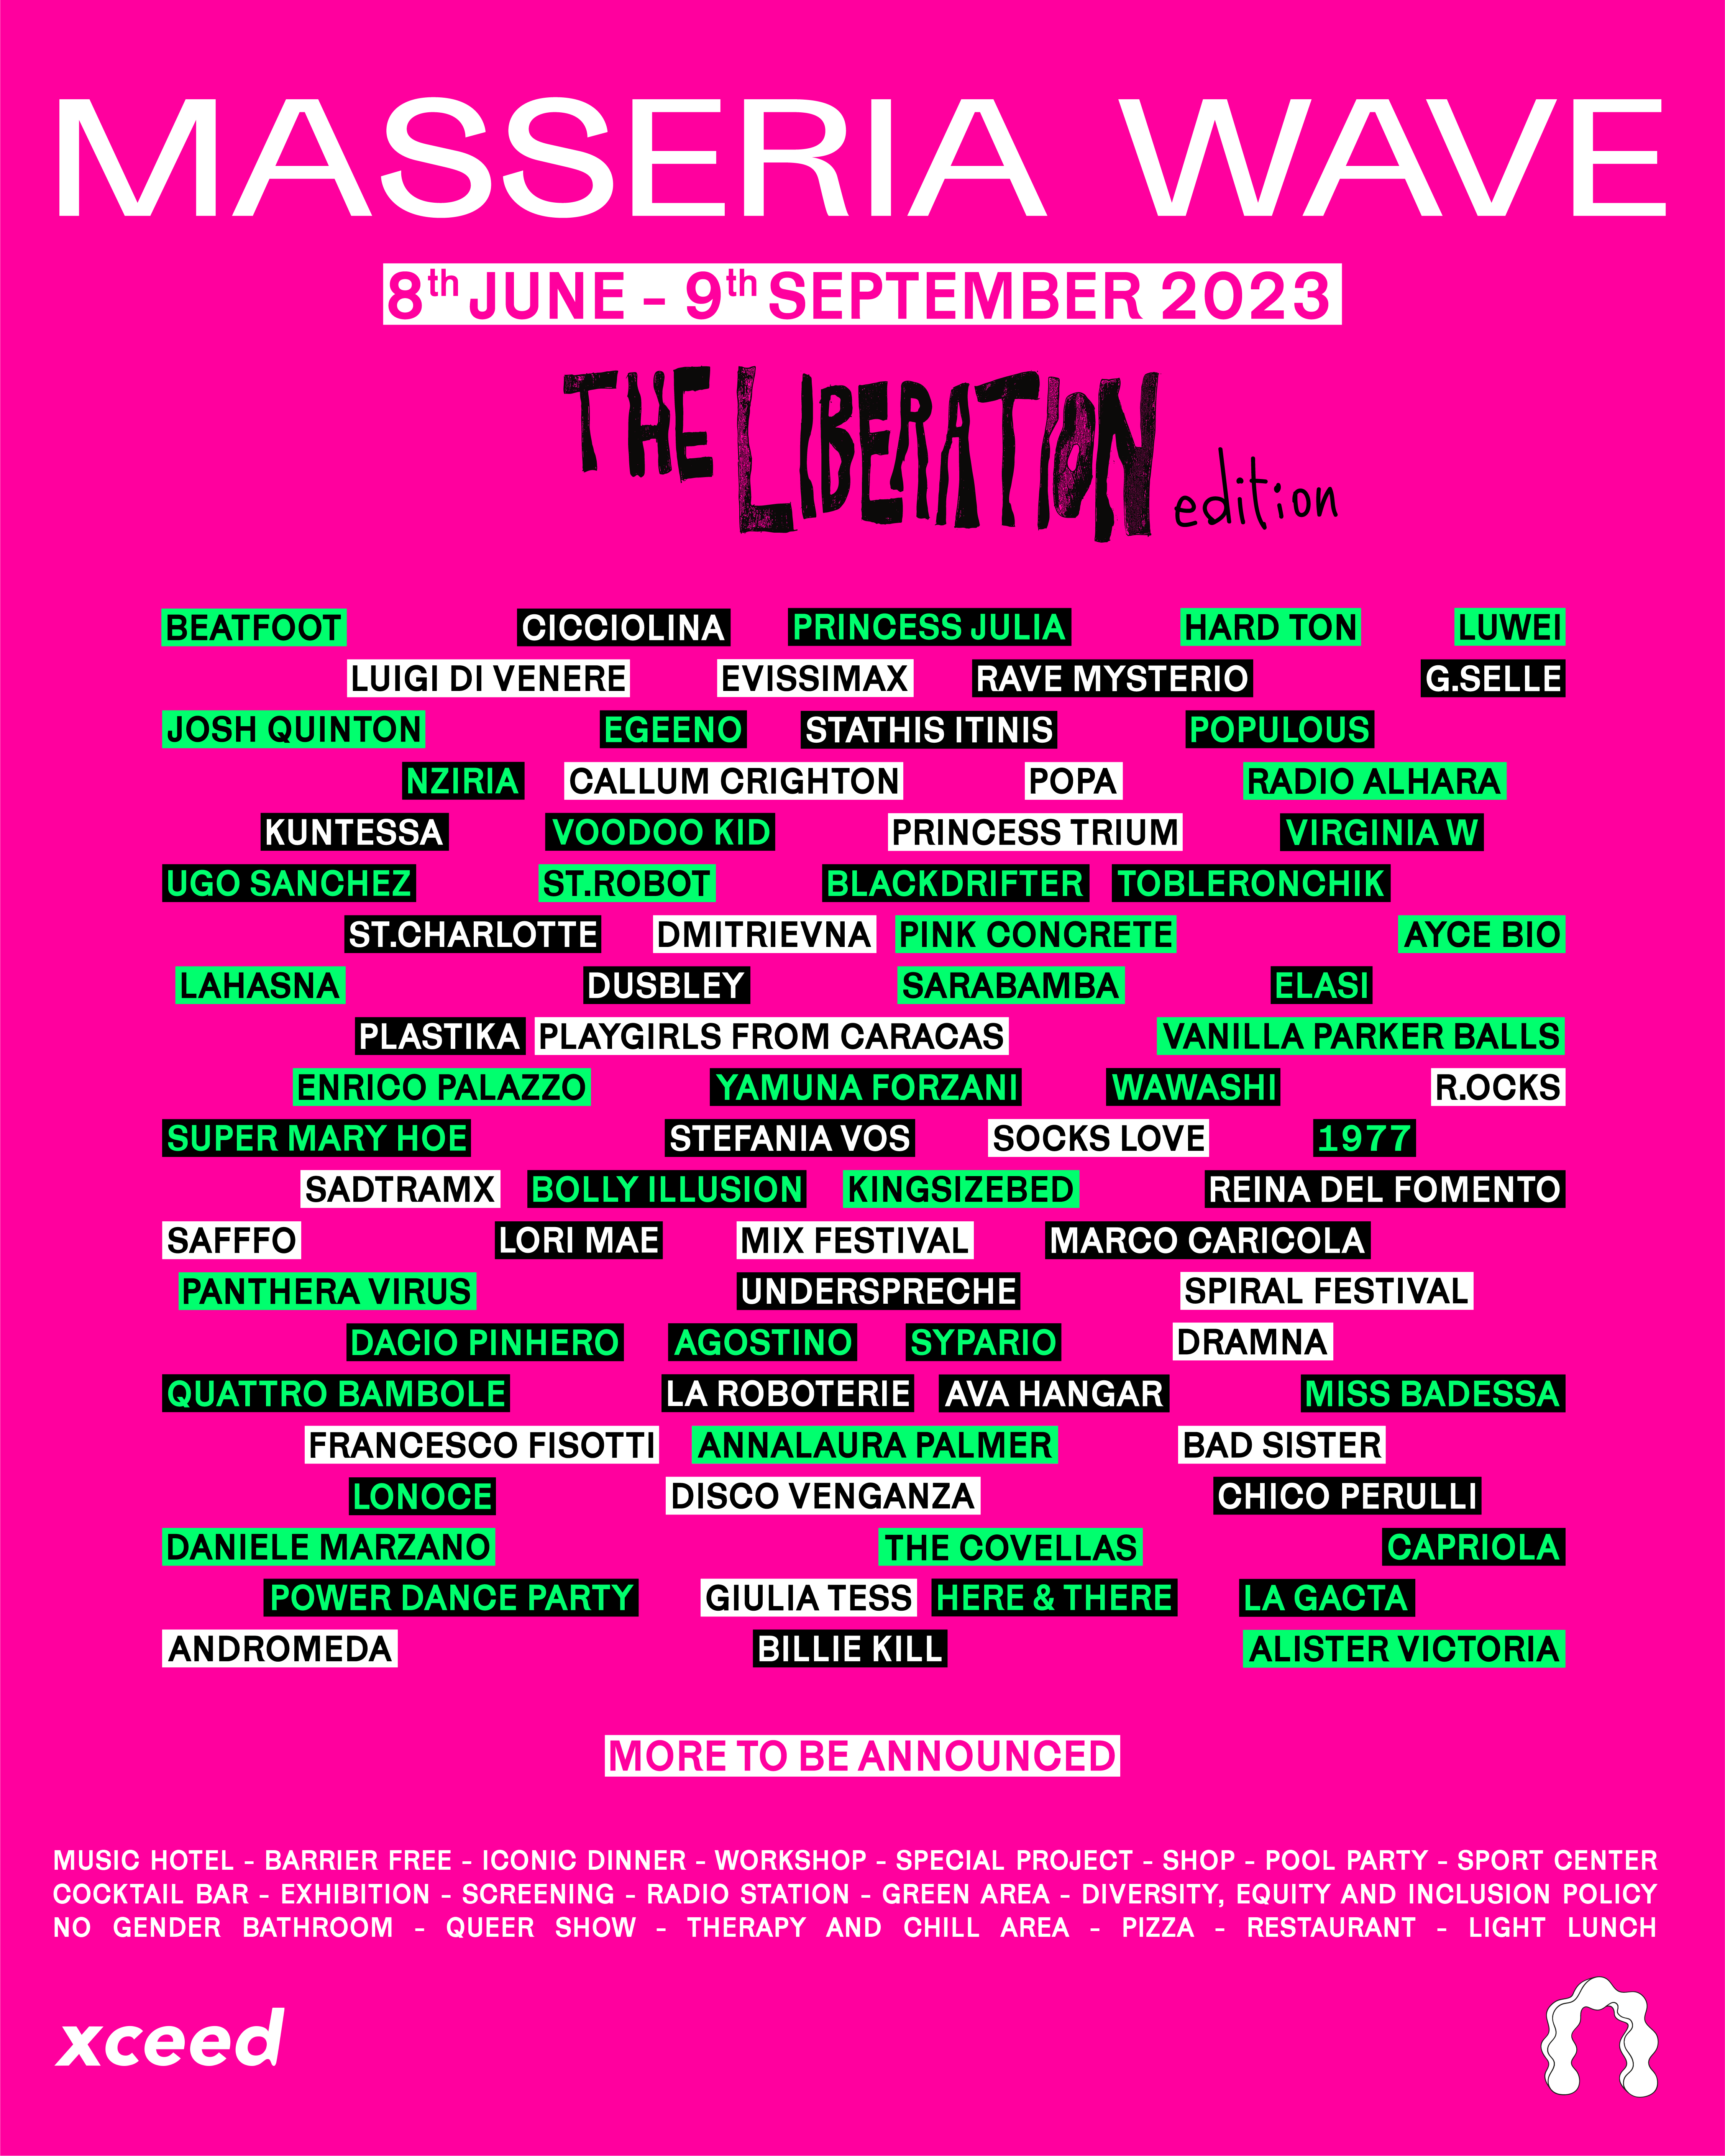 MASSERIA WAVE
8th JUNE - 9th SEPTEMBER 2023
THE LIBERATION edition
BEATFOOT CICCIOLINA PRINCESS JULIA HARD TON LUWEI
LUIGI DI VENERE EVISSIMAX RAVE MYSTERIO G.SELLE
JOSH QUINTON EGEENO STATHIS ITINIS POPULOUS
NZIRIA CALLUM CRIGHTON POPA RADIO ALHARA
KUNTESSA VOODOO KID PRINCESS TRIUM VIRGINIA W
UGO SANCHEZ ST.ROBOT BLACKDRIFTER TOBLERONCHIK
ST.CHARLOTTE DMITRIEVNA PINK CONCRETE AYCE BIO
LAHASNA DUSBLEY SARABAMBA ELASI
PLASTIKA PLAYGIRLS FROM CARACAS VANILLA PARKER BALLS
ENRICO PALAZZO YAMUNA FORZANI WAWASHI R.OCKS
SUPER MARY HOE STEFANIA VOS SOCKS LOVE 1977
SADTRAMX BOLLY ILLUSION KINGSIZEBED REINA DEL FOMENTO
SAFFFO LORI MAE MIX FESTIVAL MARCO CARICOLA
PANTHERA VIRUS UNDERSPRECHE SPIRAL FESTIVAL
DACIO PINHERO AGOSTINO SYPARIO DRAMNA
QUATTRO BAMBOLE LA ROBOTERIE AVA HANGAR MISS BADESSA
FRANCESCO FISOTTI ANNALAURA PALMER BAD SISTER
LONOCE DISCO VENGANZA CHICO PERULLI
DANIELE MARZANO THE COVELLAS CAPRIOLA
POWER DANCE PARTY GIULIA TESS HERE & THERE LA GACTA
ANDROMEDA BILLIE KILL ALISTER VICTORIA
MORE TO BE ANNOUNCED
MUSIC HOTEL - BARRIER FREE - ICONIC DINNER - WORKSHOP - SPECIAL PROJECT - SHOP - POOL PARTY - SPORT CENTER
COCKTAIL BAR - EXHIBITION - SCREENING - RADIO STATION - GREEN AREA - DIVERSITY, EQUITY AND INCLUSION POLICY
NO GENDER BATHROOM - QUEER SHOW - THERAPY AND CHILL AREA - PIZZA - RESTAURANT - LIGHT LUNCH
xceed